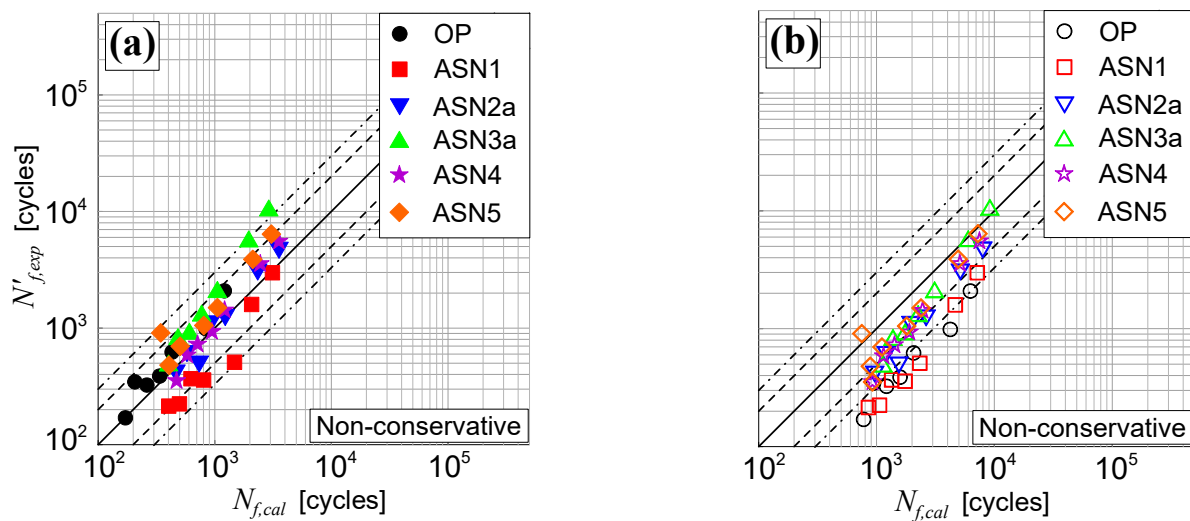 (a)
OP
ASN1
ASN2a
ASN3a
ASN4
ASN5
10^5
10^4
10^3
10^2
N'_{f,exp} [cycles]
Non-conservative
10^2
10^3
10^4
10^5
N_{f,cal} [cycles]
(b)
OP
ASN1
ASN2a
ASN3a
ASN4
ASN5
Non-conservative
10^2
10^3
10^4
10^5
N_{f,cal} [cycles]